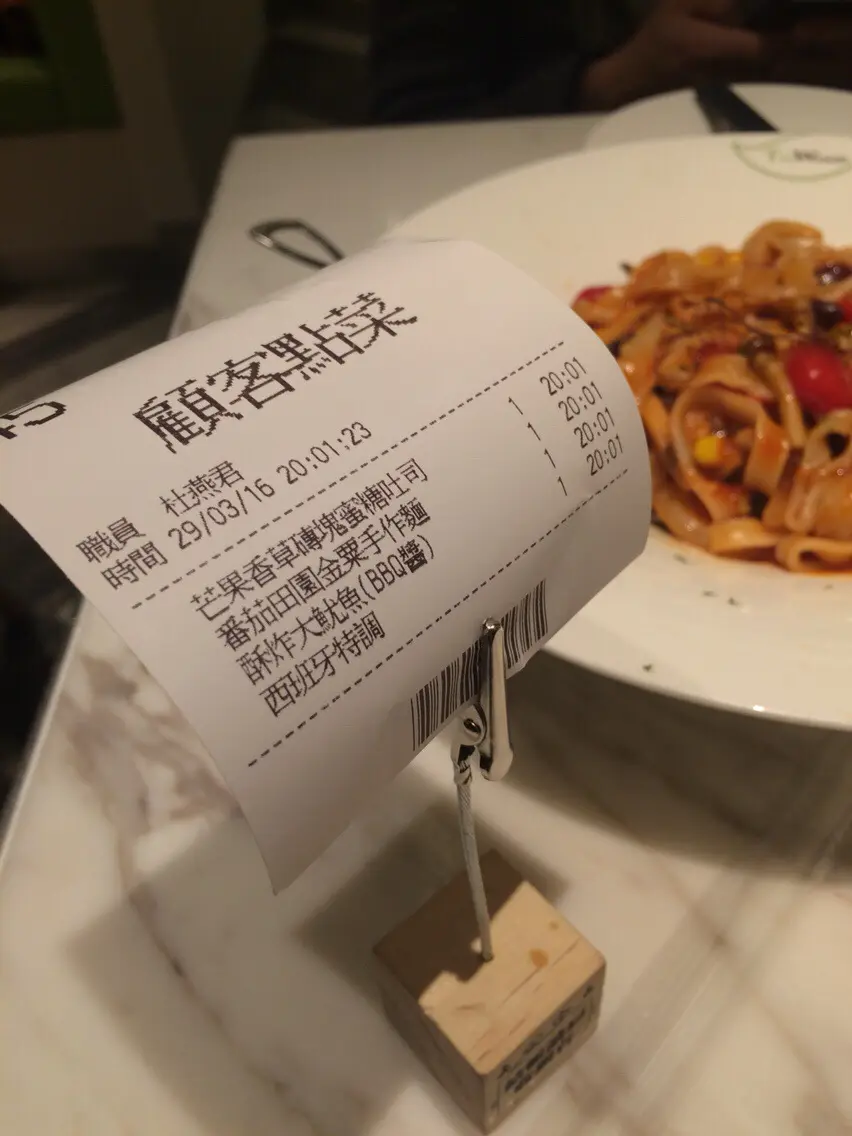 顧客點菜
職員 杜燕君
時間 29/03/16 20:01:23
芒果香草磚塊蜜糖吐司 1 20:01
番茄田園金粟手作麵 1 20:01
酥炸大魷魚(BBQ醬) 1 20:01
西班牙特調 1 20:01